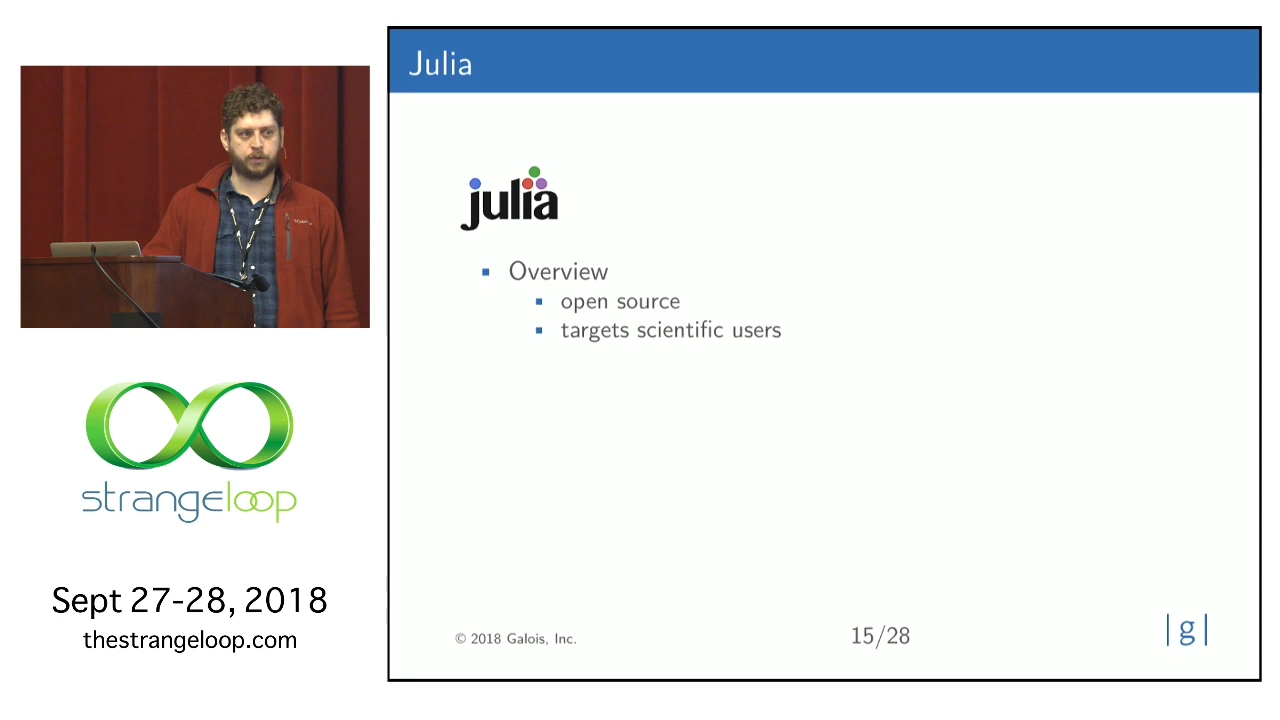 Julia
julia
Overview
open source
targets scientific users
© 2018 Galois, Inc.
15/28
|g|
strangeloop
Sept 27-28, 2018
thestrangeloop.com